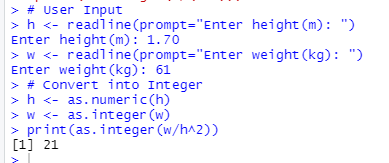 > # User Input
> h <- readline(prompt="Enter height(m): ")
Enter height(m): 1.70
> w <- readline(prompt="Enter weight(kg): ")
Enter weight(kg): 61
> # Convert into Integer
> h <- as.numeric(h)
> w <- as.integer(w)
> print(as.integer(w/h^2))
[1] 21
>